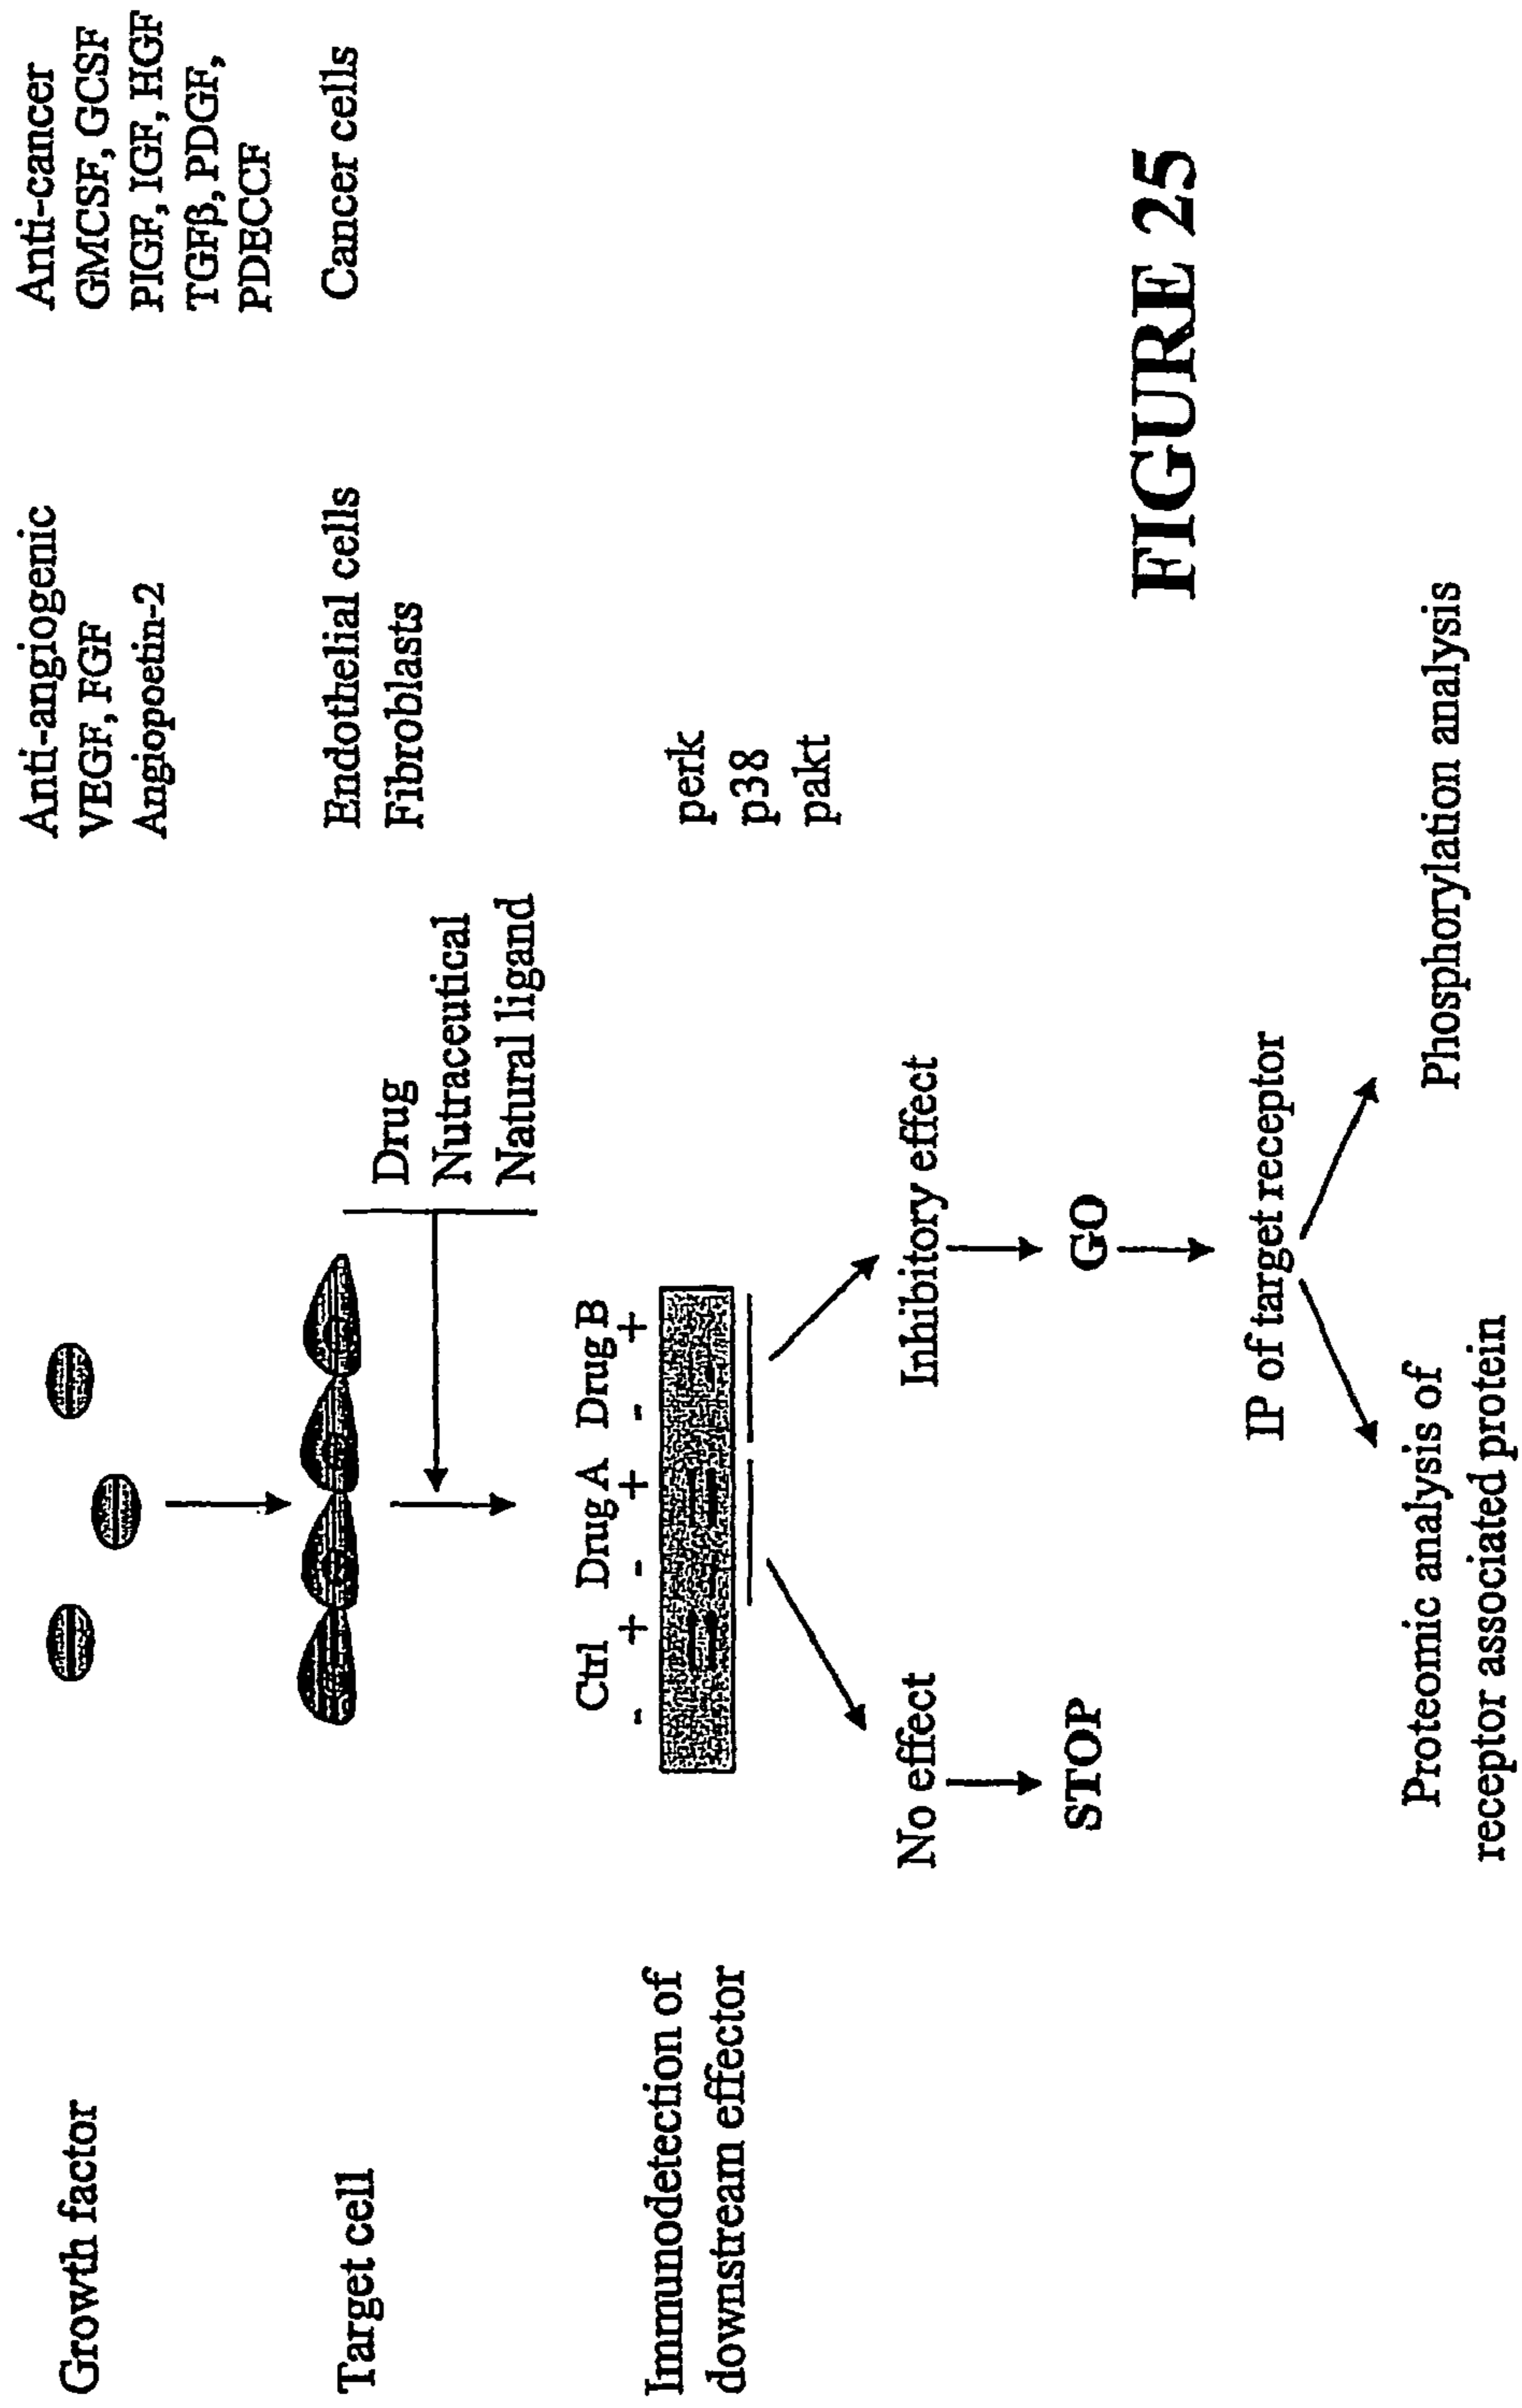 Growth factor
Anti-angiogenic
VEGF, FGF
Angiopoetin-2
Anti-cancer
GMCSF, GCSF
PIGF, IGF, HGF
TGFβ, PDGF,
PDECCF
Target cell
Endothelial cells
Fibroblasts
Cancer cells
Drug
Nutraceutical
Natural ligand
Immunodetection of
downstream effector
Ctrl Drug A Drug B
- + - + - +
perk
p38
pakt
No effect
Inhibitory effect
STOP
GO
FIGURE 25
IP of target receptor
Proteomic analysis of
receptor associated protein
Phosphorylation analysis